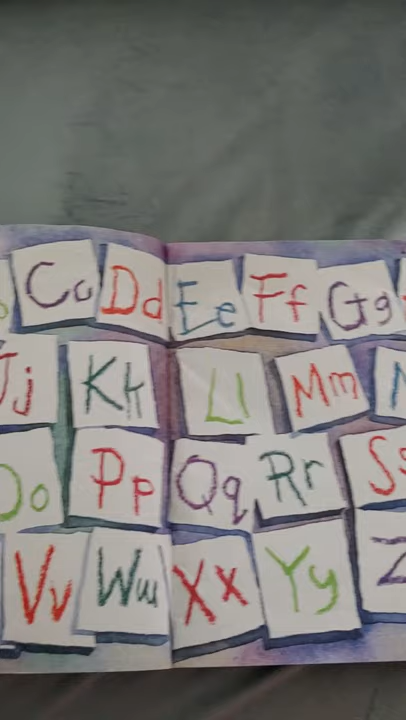 Cc Dd Ee Ff Gg
Jj Kk Ll Mm
Oo Pp Qq Rr Ss
Vv Ww Xx Yy Z